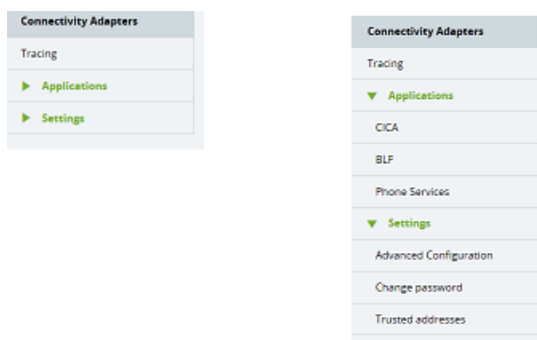 Connectivity Adapters
Tracing
Applications
Settings
Connectivity Adapters
Tracing
Applications
CICA
BLF
Phone Services
Settings
Advanced Configuration
Change password
Trusted addresses